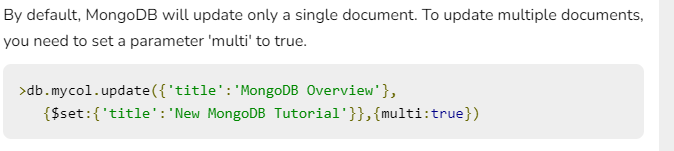 By default, MongoDB will update only a single document. To update multiple documents,
you need to set a parameter 'multi' to true.
>db.mycol.update({'title':'MongoDB Overview'},
{$set:{'title':'New MongoDB Tutorial'}},{multi:true})